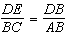 DE/BC = DB/AB